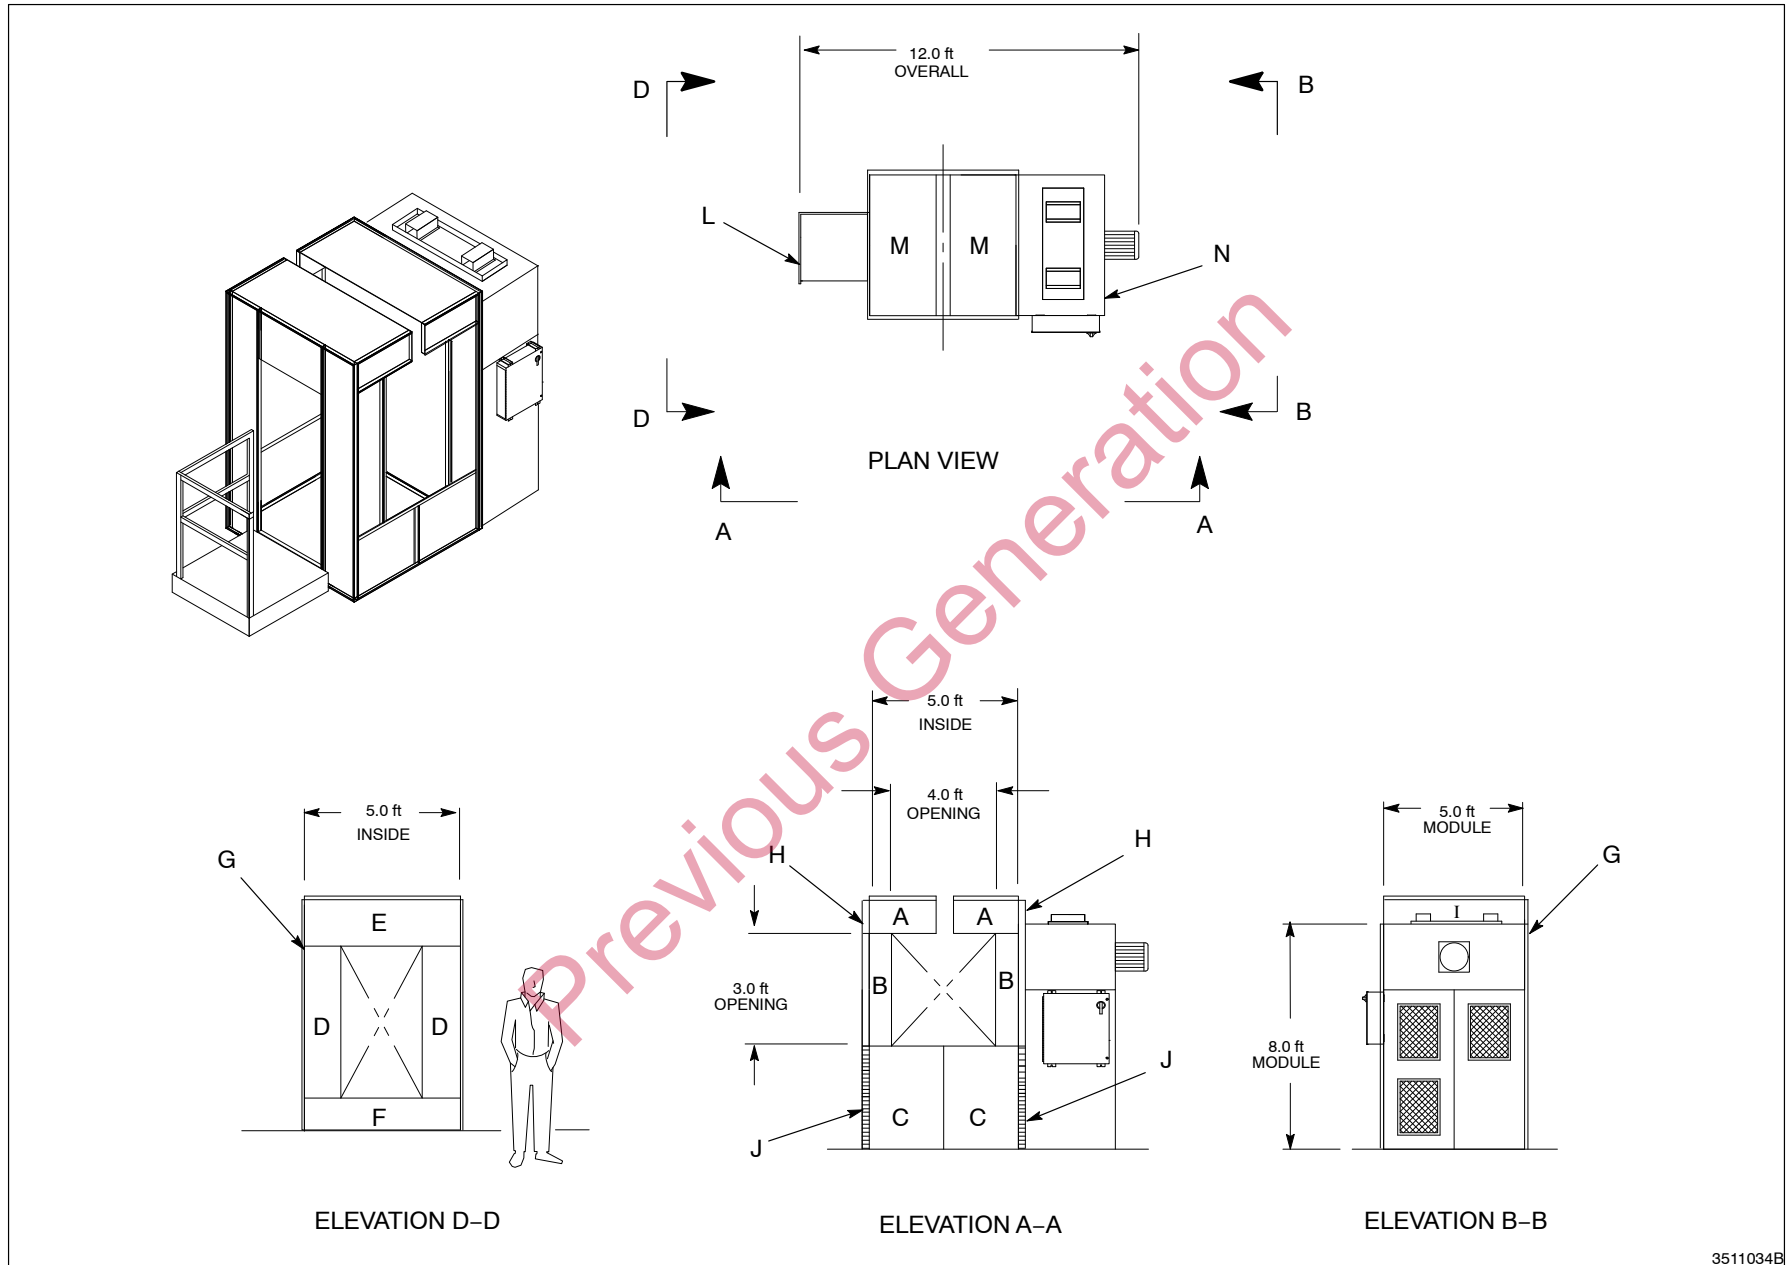 12.0 ft
OVERALL
D
B
L
M
M
N
D
B
PLAN VIEW
A
A
5.0 ft
INSIDE
4.0 ft
OPENING
H
H
A
A
B
B
3.0 ft
OPENING
J
J
C
C
ELEVATION A–A
5.0 ft
INSIDE
G
E
D
D
F
ELEVATION D–D
5.0 ft
MODULE
G
I
8.0 ft
MODULE
ELEVATION B–B
Previous Generation
3511034B